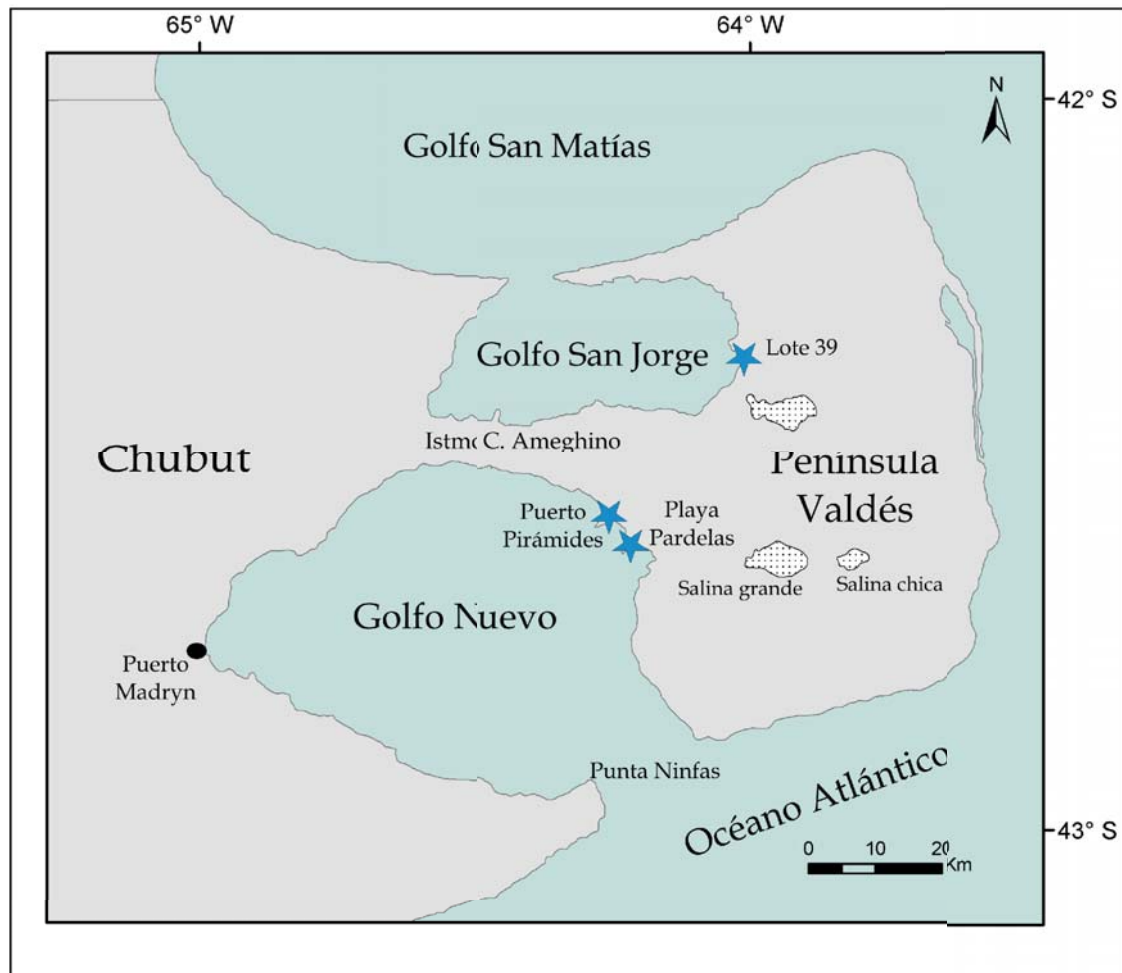 65° W
64° W
42° S
N
Golfo San Matías
Golfo San Jorge
Lote 39
Istmo C. Ameghino
Chubut
Península
Valdés
Puerto
Pirámides
Playa
Pardelas
Salina grande
Salina chica
Golfo Nuevo
Puerto
Madryn
Punta Ninfas
Océano Atlántico
43° S
0 10 20
Km